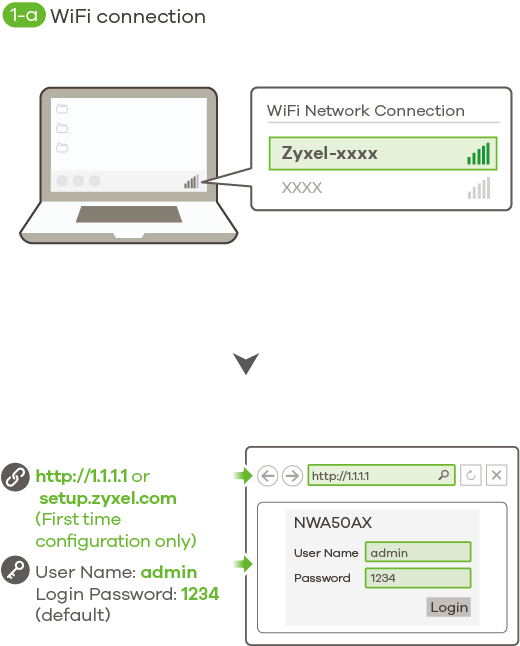 1-a WiFi connection
WiFi Network Connection
Zyxel-xxxx
XXXX
http://1.1.1.1 or
setup.zyxel.com
(First time
configuration only)
User Name: admin
Login Password: 1234
(default)
http://1.1.1.1
NWA50AX
User Name admin
Password 1234
Login